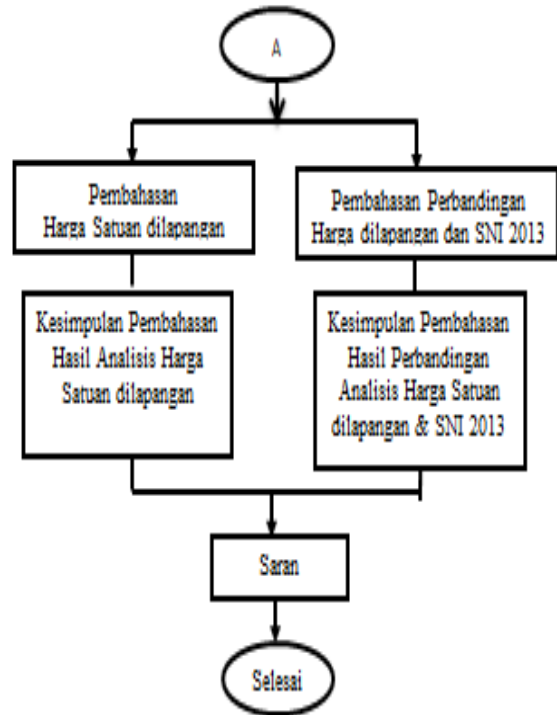 A
Pembahasan
Harga Satuan dilapangan
Pembahasan Perbandingan
Harga dilapangan dan SNI 2013
Kesimpulan Pembahasan
Hasil Analisis Harga
Satuan dilapangan
Kesimpulan Pembahasan
Hasil Perbandingan
Analisis Harga Satuan
dilapangan & SNI 2013
Saran
Selesai